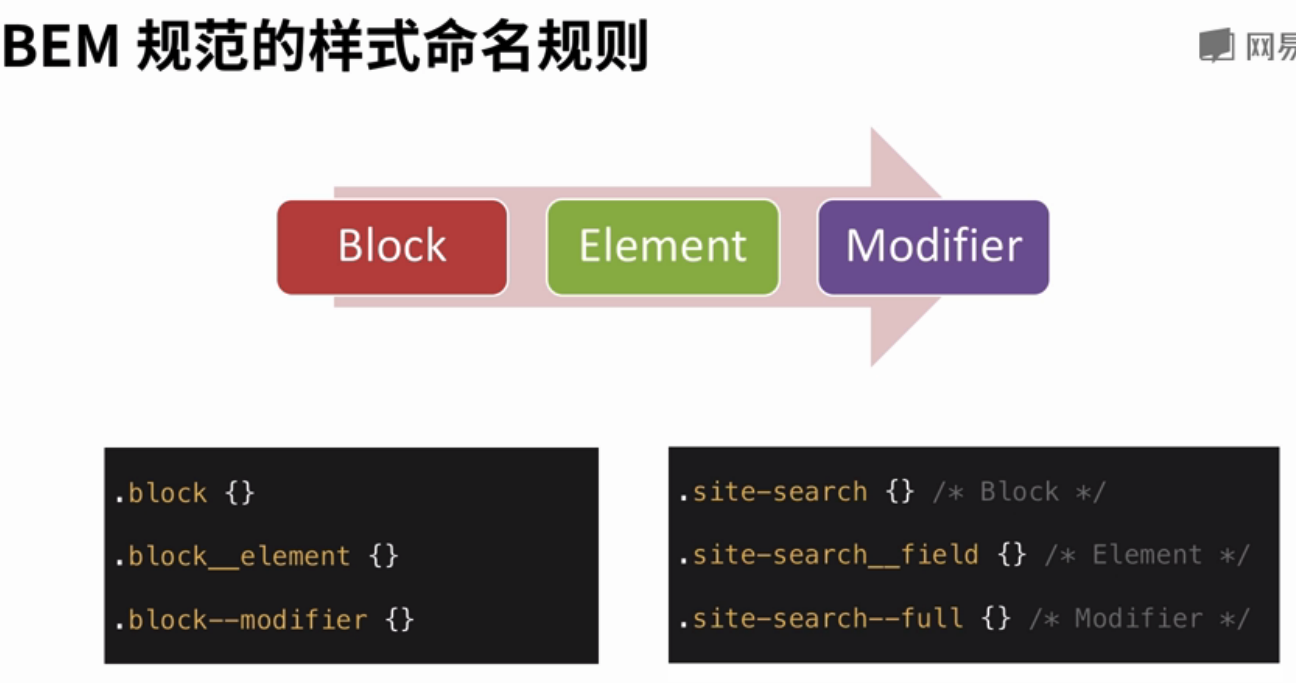 BEM 规范的样式命名规则
网易
Block
Element
Modifier
.block {}
.block__element {}
.block--modifier {}
.site-search {} /* Block */
.site-search__field {} /* Element */
.site-search--full {} /* Modifier */